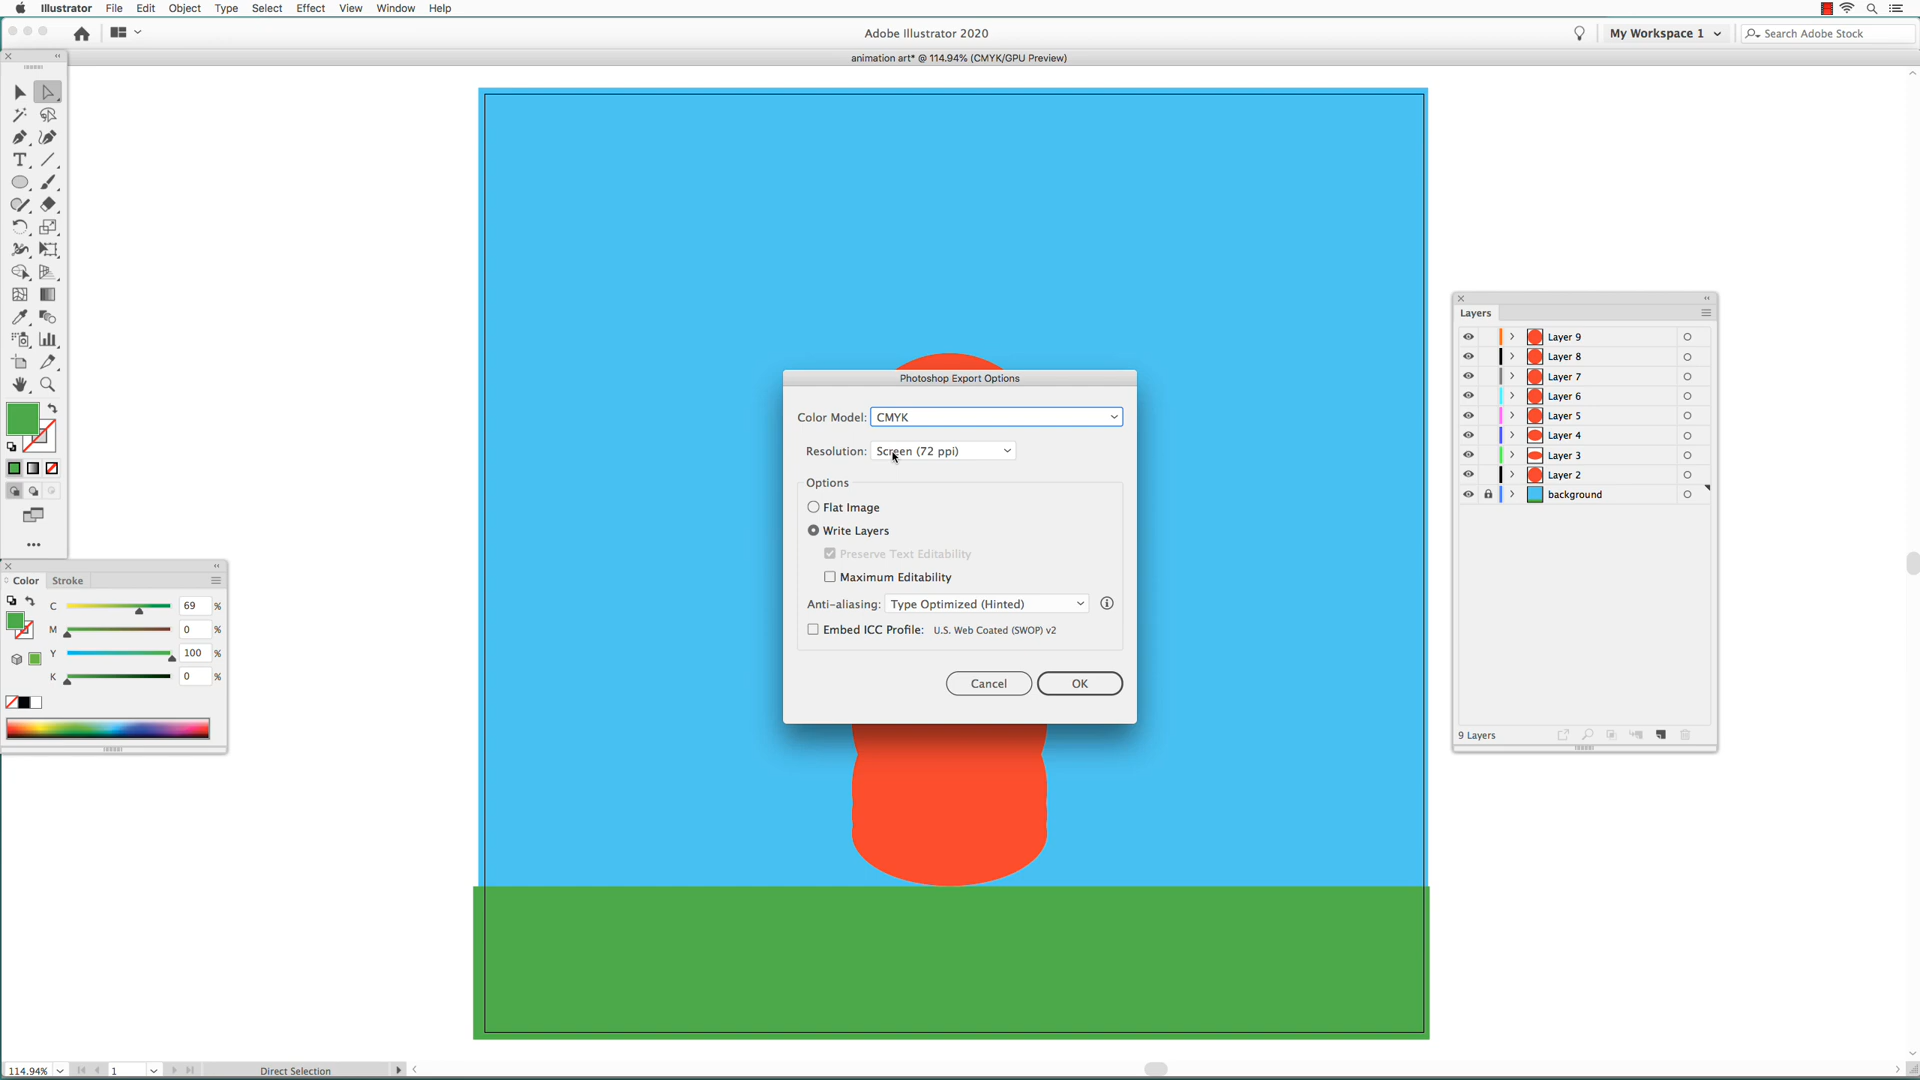 Illustrator File Edit Object Type Select Effect View Window Help
Adobe Illustrator 2020
My Workspace 1
Search Adobe Stock
animation art* @ 114.94% (CMYK/GPU Preview)
Photoshop Export Options
Color Model: CMYK
Resolution: Screen (72 ppi)
Options
Flat Image
Write Layers
Preserve Text Editability
Maximum Editability
Anti-aliasing: Type Optimized (Hinted)
Embed ICC Profile: U.S. Web Coated (SWOP) v2
Cancel OK
Layers
Layer 9
Layer 8
Layer 7
Layer 6
Layer 5
Layer 4
Layer 3
Layer 2
background
9 Layers
Color Stroke
C 69 %
M 0 %
Y 100 %
K 0 %
114.94% 1 Direct Selection